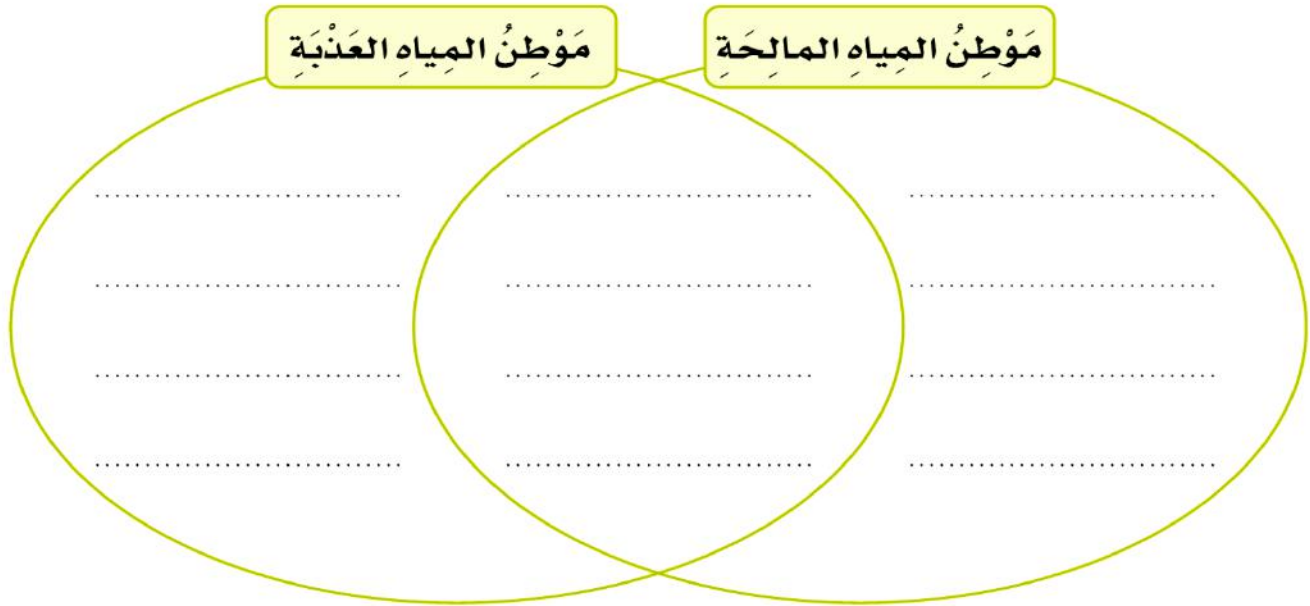 مَوْطِنُ المِياهِ المالِحَةِ
مَوْطِنُ المِياهِ العَذْبَةِ